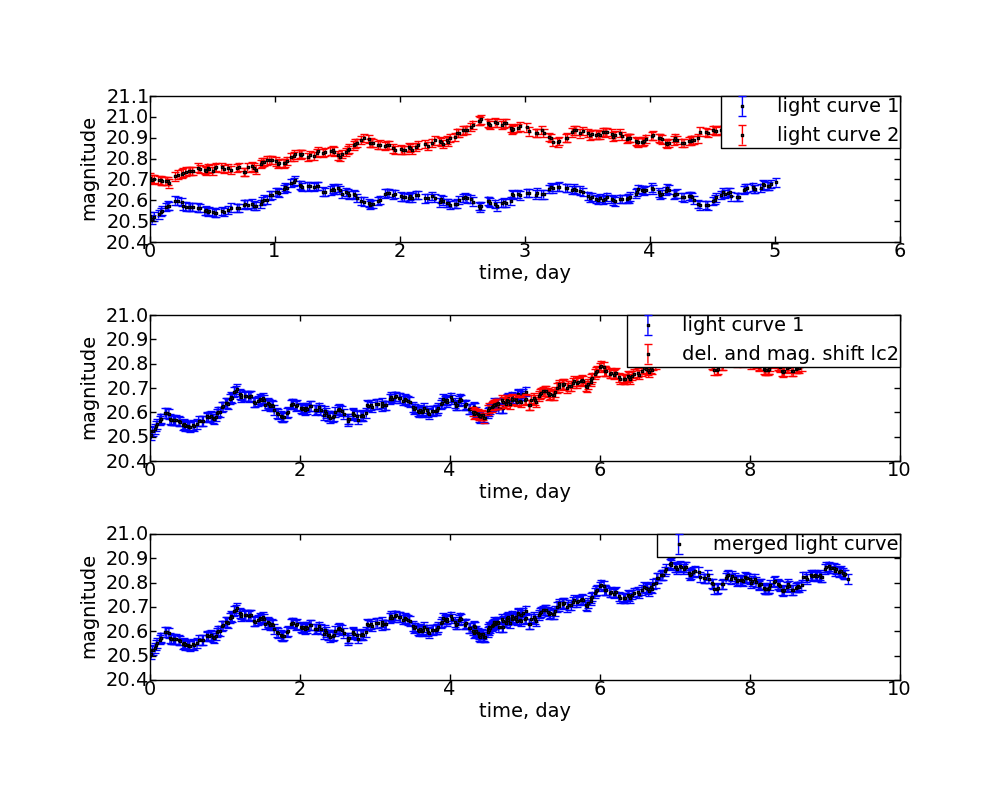 21.1
21.0
20.9
20.8
20.7
20.6
20.5
20.4
magnitude
light curve 1
light curve 2
0 1 2 3 4 5 6
time, day
21.0
20.9
20.8
20.7
20.6
20.5
20.4
magnitude
light curve 1
del. and mag. shift lc2
0 2 4 6 8 10
time, day
21.0
20.9
20.8
20.7
20.6
20.5
20.4
magnitude
merged light curve
0 2 4 6 8 10
time, day